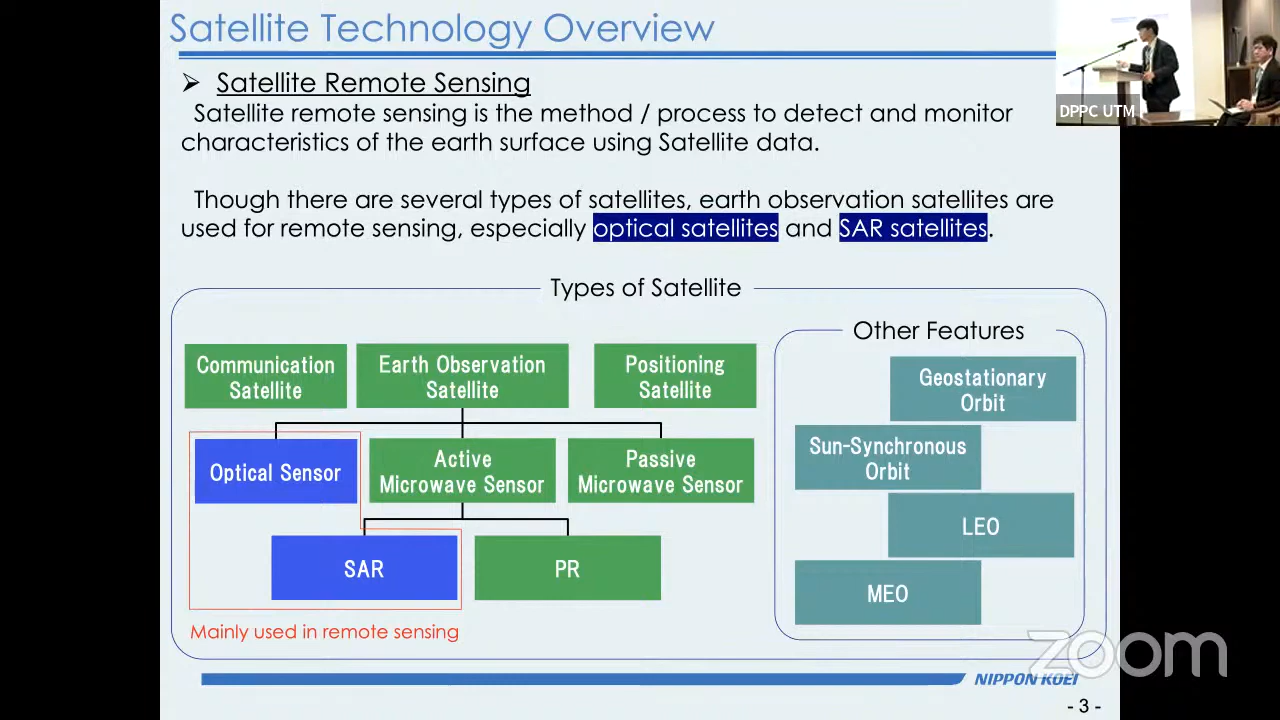 Satellite Technology Overview
➢ Satellite Remote Sensing
Satellite remote sensing is the method / process to detect and monitor
characteristics of the earth surface using Satellite data.
Though there are several types of satellites, earth observation satellites are
used for remote sensing, especially optical satellites and SAR satellites.
Types of Satellite
Communication
Satellite
Earth Observation
Satellite
Positioning
Satellite
Optical Sensor
Active
Microwave Sensor
Passive
Microwave Sensor
SAR
PR
Mainly used in remote sensing
Other Features
Geostationary
Orbit
Sun-Synchronous
Orbit
LEO
MEO
NIPPON KOEI
- 3 -
DPPC UTM
zoom